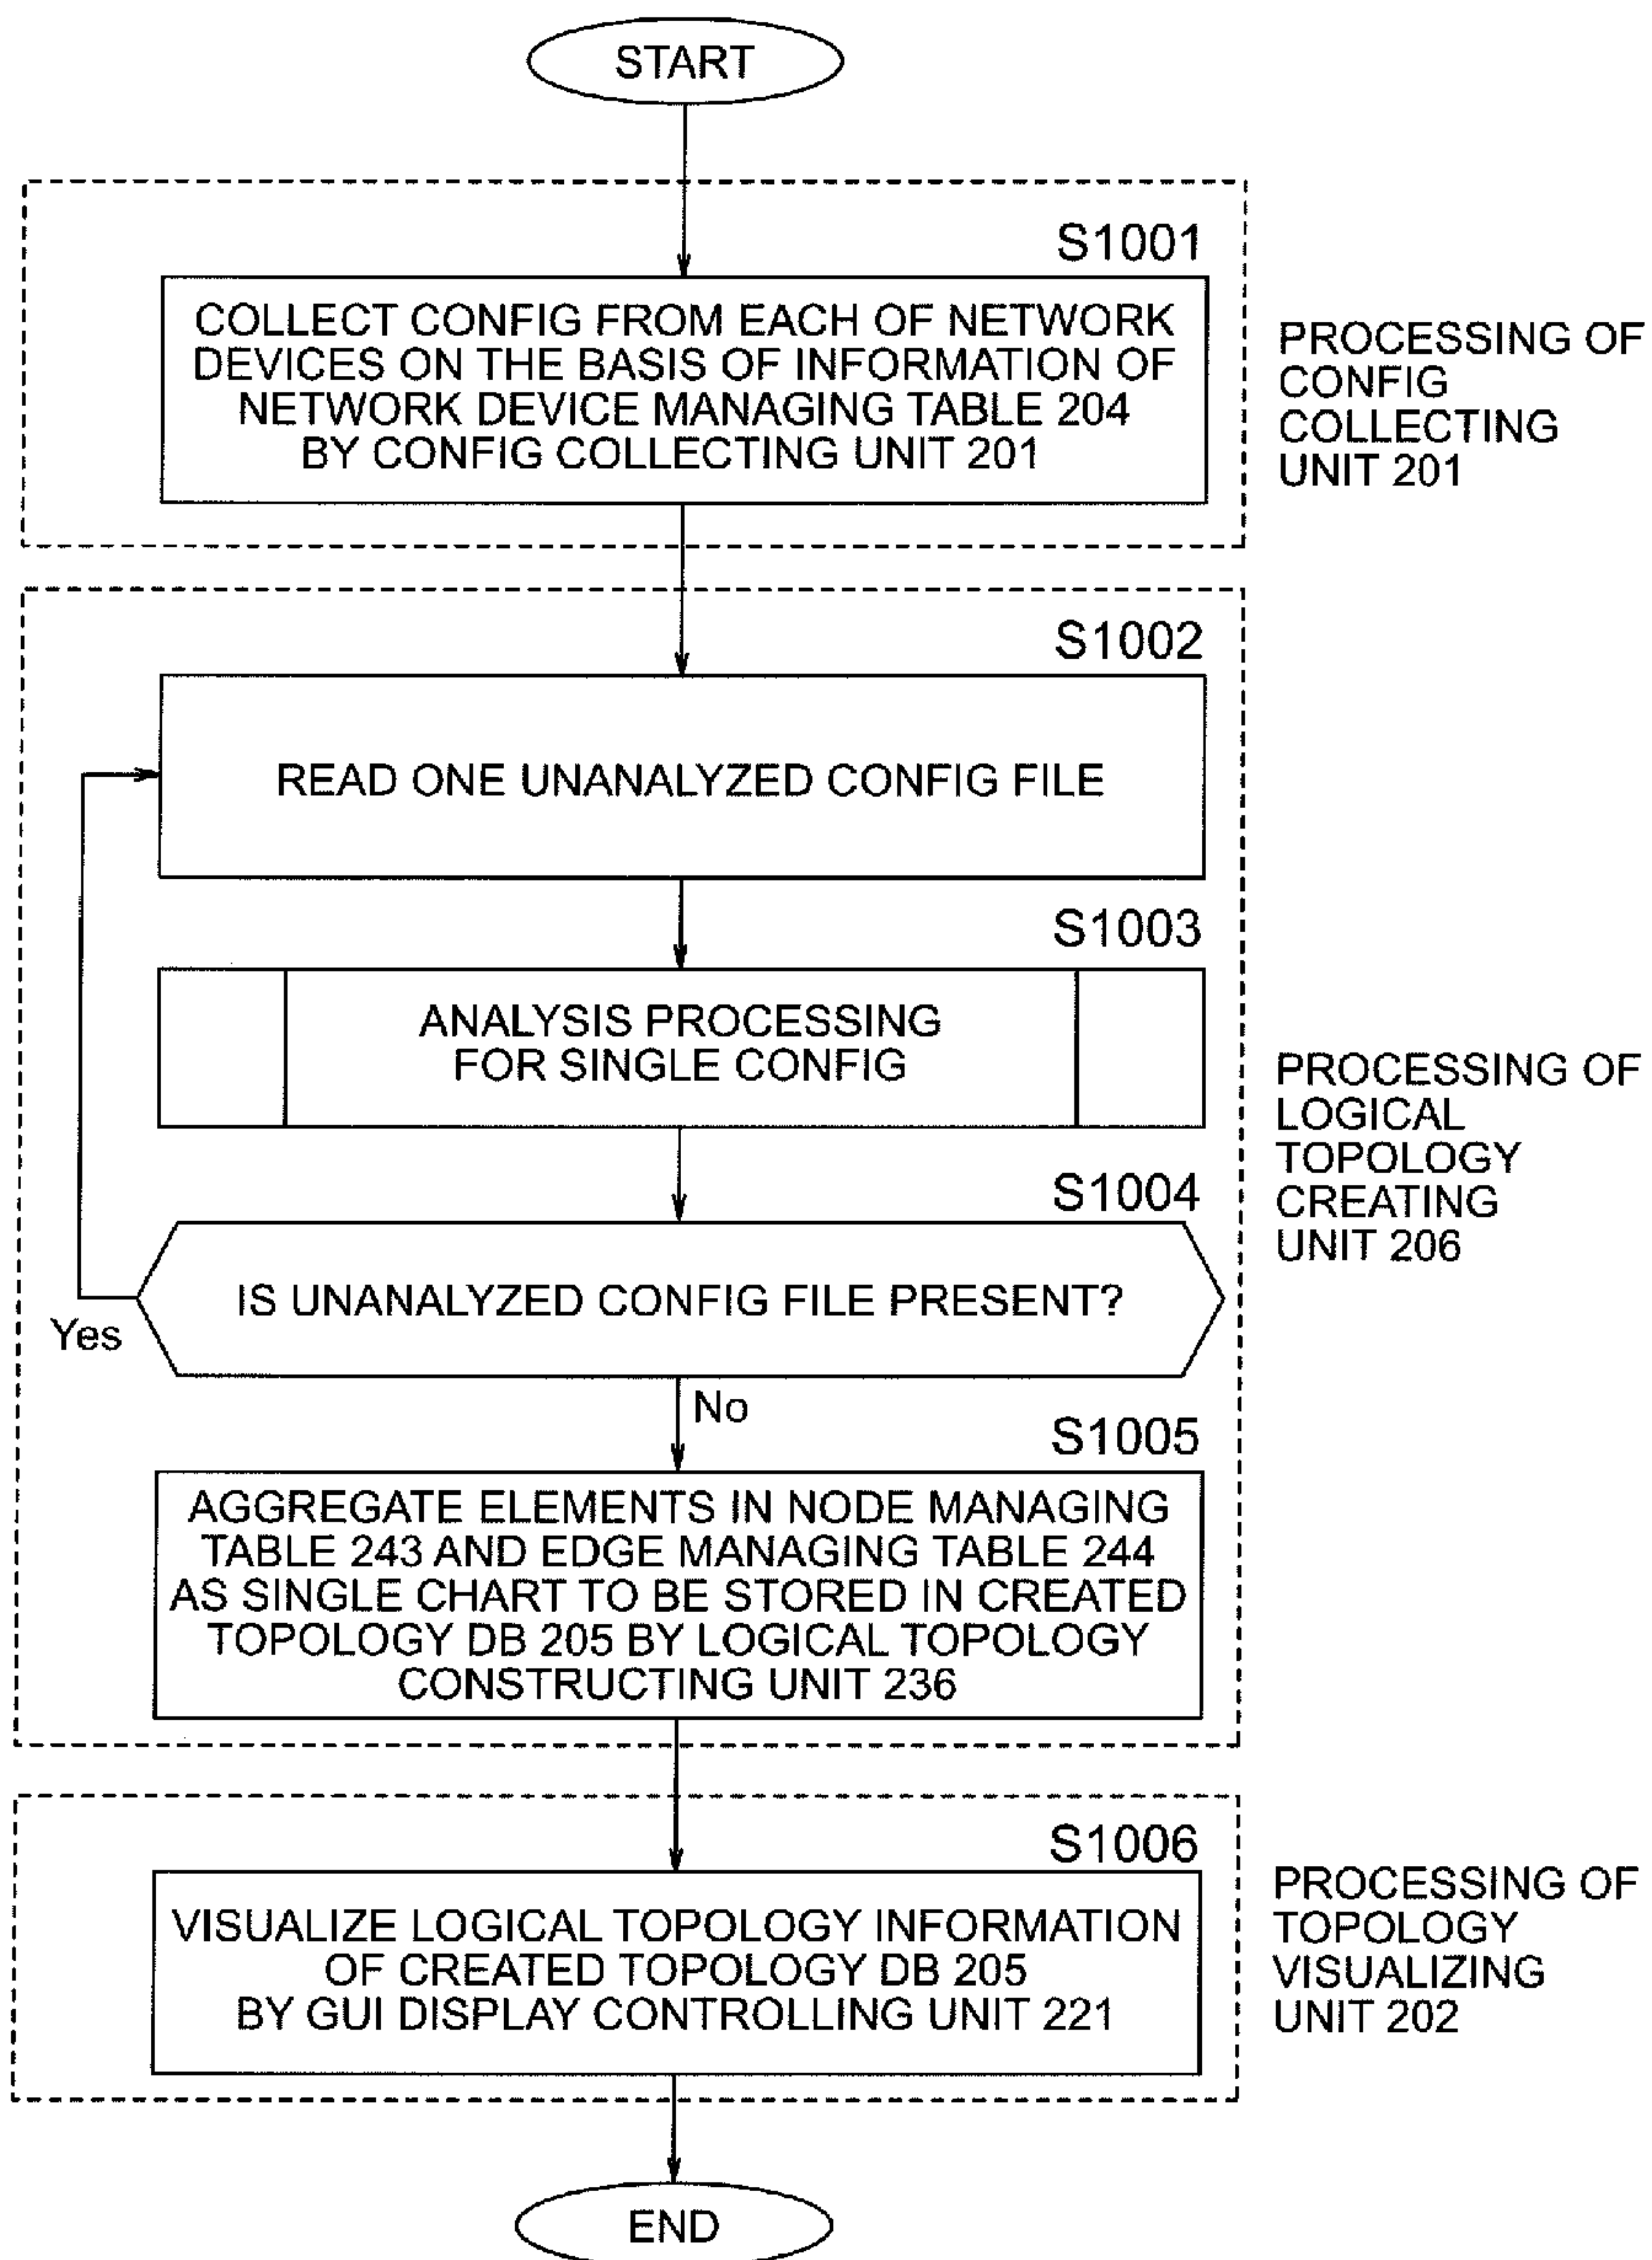 START
S1001
COLLECT CONFIG FROM EACH OF NETWORK
DEVICES ON THE BASIS OF INFORMATION OF
NETWORK DEVICE MANAGING TABLE 204
BY CONFIG COLLECTING UNIT 201
PROCESSING OF
CONFIG
COLLECTING
UNIT 201
S1002
READ ONE UNANALYZED CONFIG FILE
S1003
ANALYSIS PROCESSING
FOR SINGLE CONFIG
PROCESSING OF
LOGICAL
TOPOLOGY
CREATING
UNIT 206
S1004
IS UNANALYZED CONFIG FILE PRESENT?
Yes
No
S1005
AGGREGATE ELEMENTS IN NODE MANAGING
TABLE 243 AND EDGE MANAGING TABLE 244
AS SINGLE CHART TO BE STORED IN CREATED
TOPOLOGY DB 205 BY LOGICAL TOPOLOGY
CONSTRUCTING UNIT 236
S1006
VISUALIZE LOGICAL TOPOLOGY INFORMATION
OF CREATED TOPOLOGY DB 205
BY GUI DISPLAY CONTROLLING UNIT 221
PROCESSING OF
TOPOLOGY
VISUALIZING
UNIT 202
END